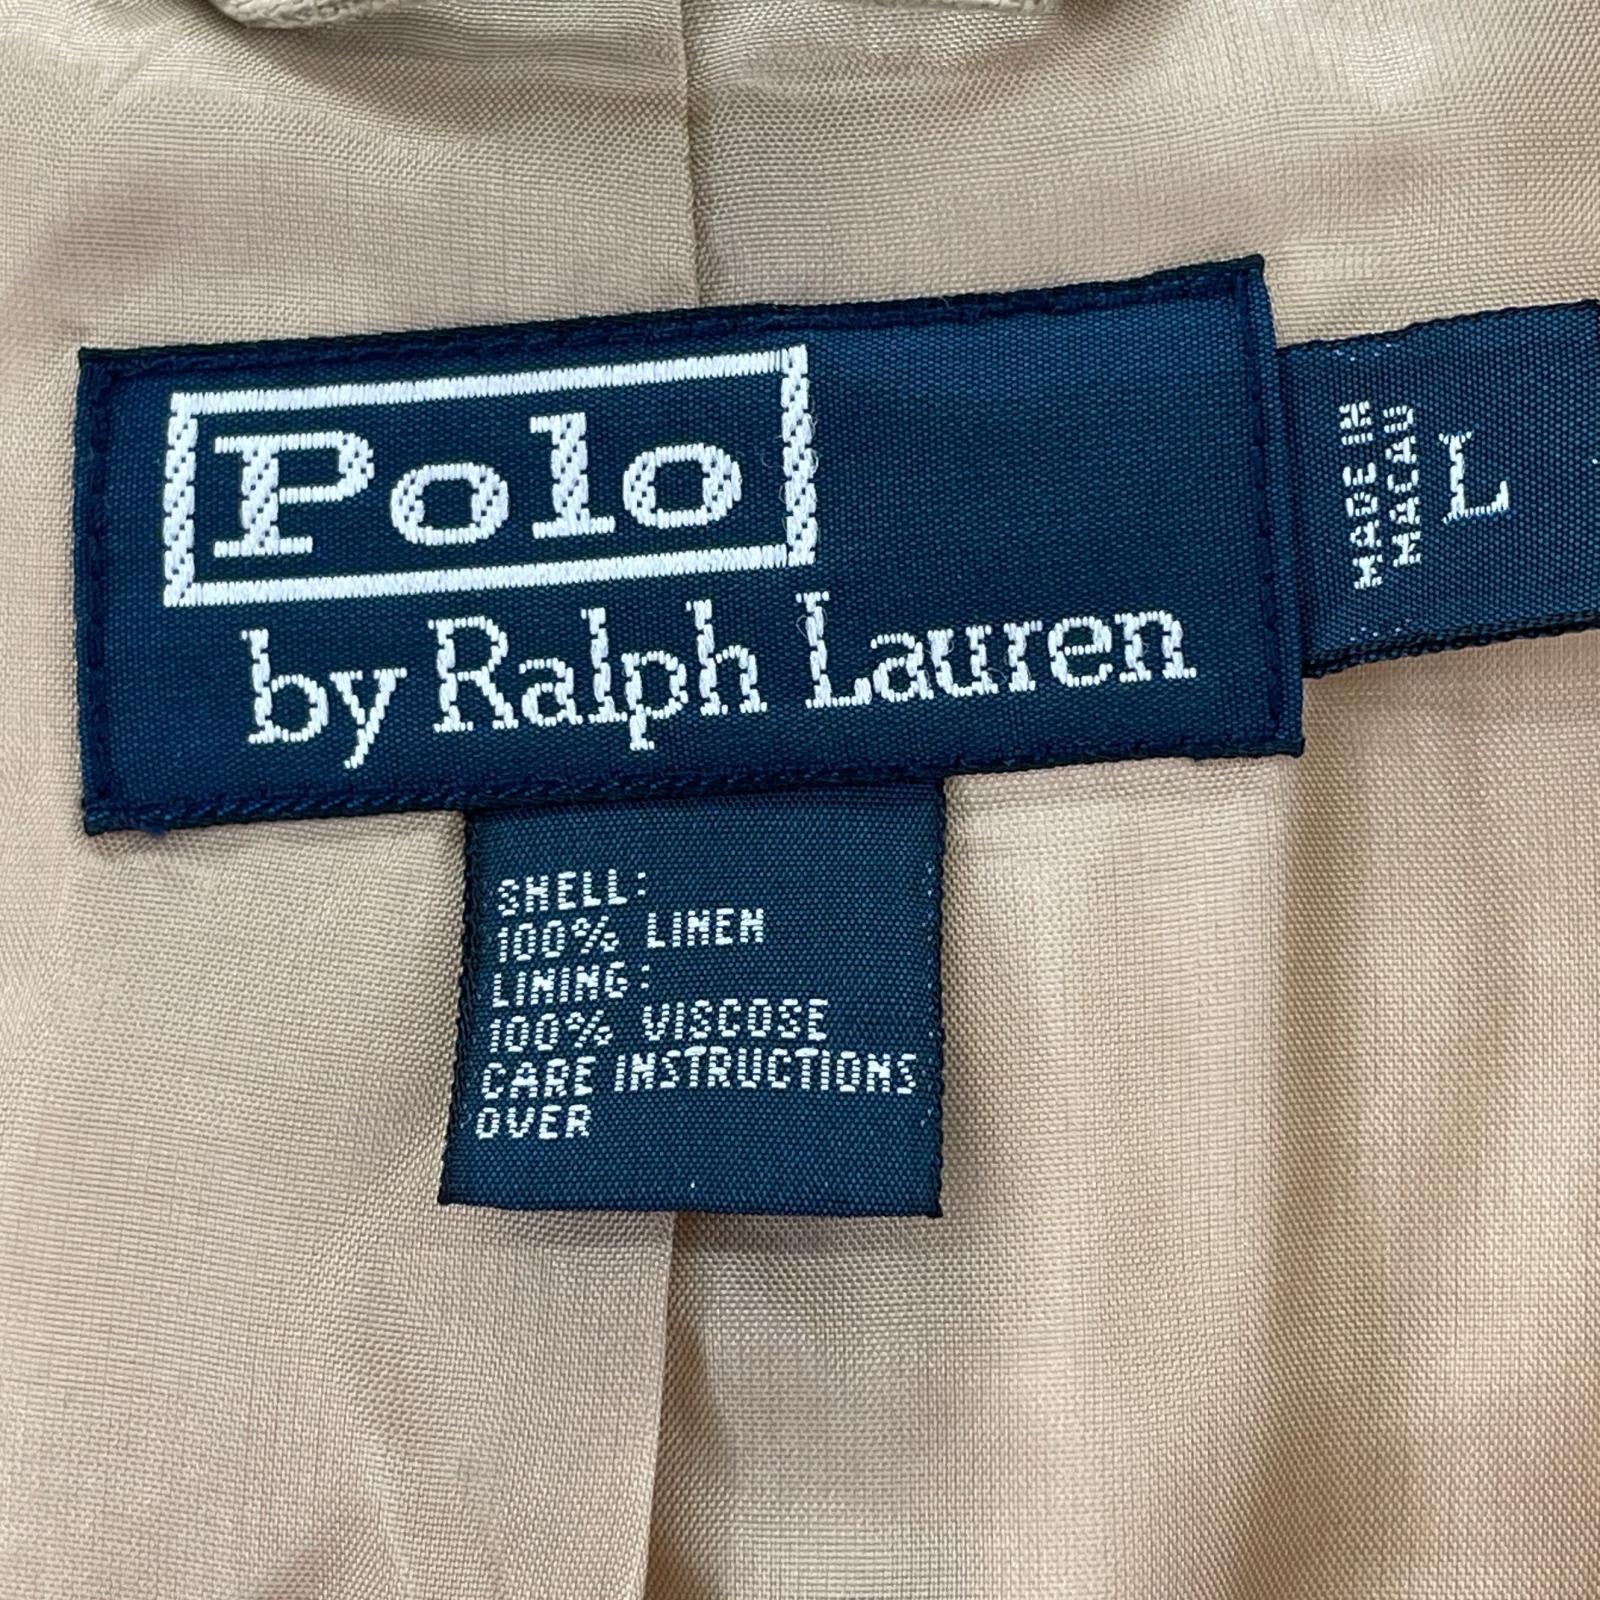 Polo
by Ralph Lauren
MADE IN
MACAU
L
SHELL:
100% LINEN
LINING:
100% VISCOSE
CARE INSTRUCTIONS
OVER